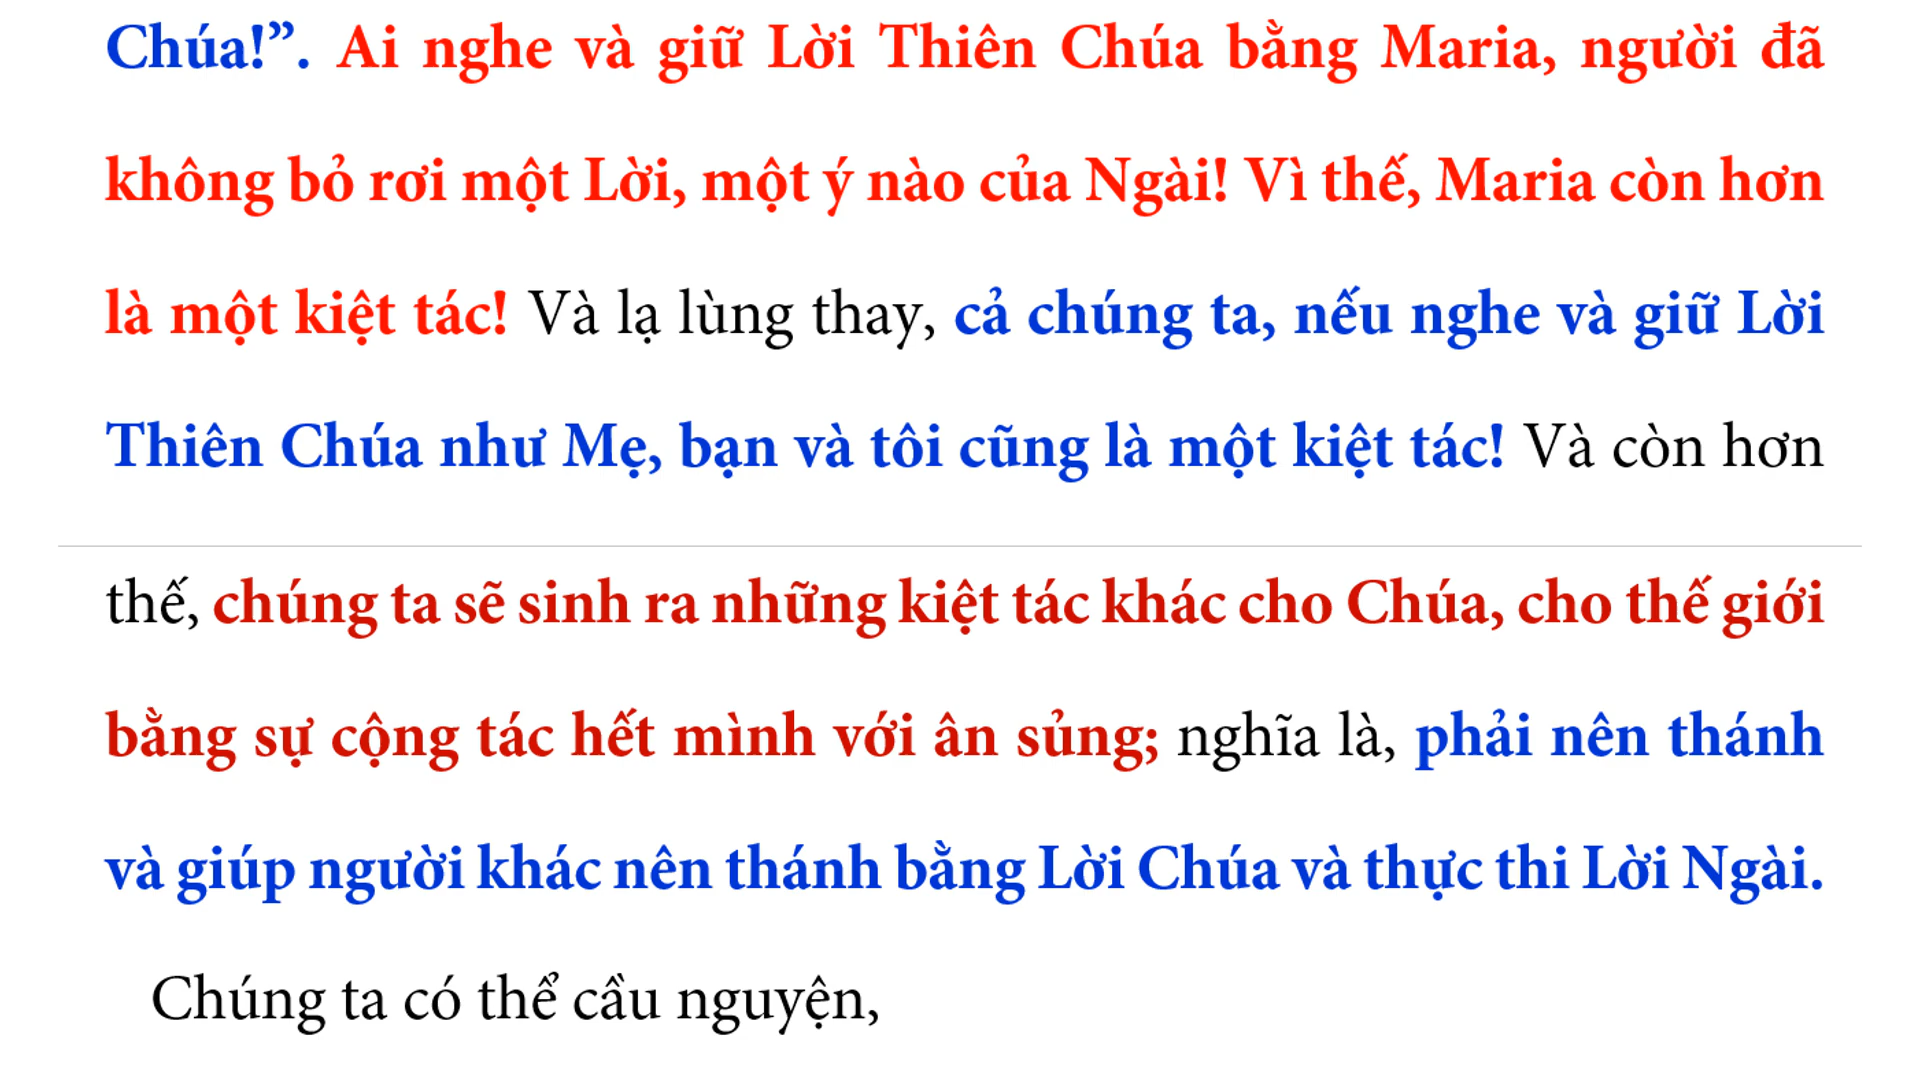 Chúa!”. Ai nghe và giữ Lời Thiên Chúa bằng Maria, người đã
không bỏ rơi một Lời, một ý nào của Ngài! Vì thế, Maria còn hơn
là một kiệt tác! Và lạ lùng thay, cả chúng ta, nếu nghe và giữ Lời
Thiên Chúa như Mẹ, bạn và tôi cũng là một kiệt tác! Và còn hơn
thế, chúng ta sẽ sinh ra những kiệt tác khác cho Chúa, cho thế giới
bằng sự cộng tác hết mình với ân sủng; nghĩa là, phải nên thánh
và giúp người khác nên thánh bằng Lời Chúa và thực thi Lời Ngài.
Chúng ta có thể cầu nguyện,